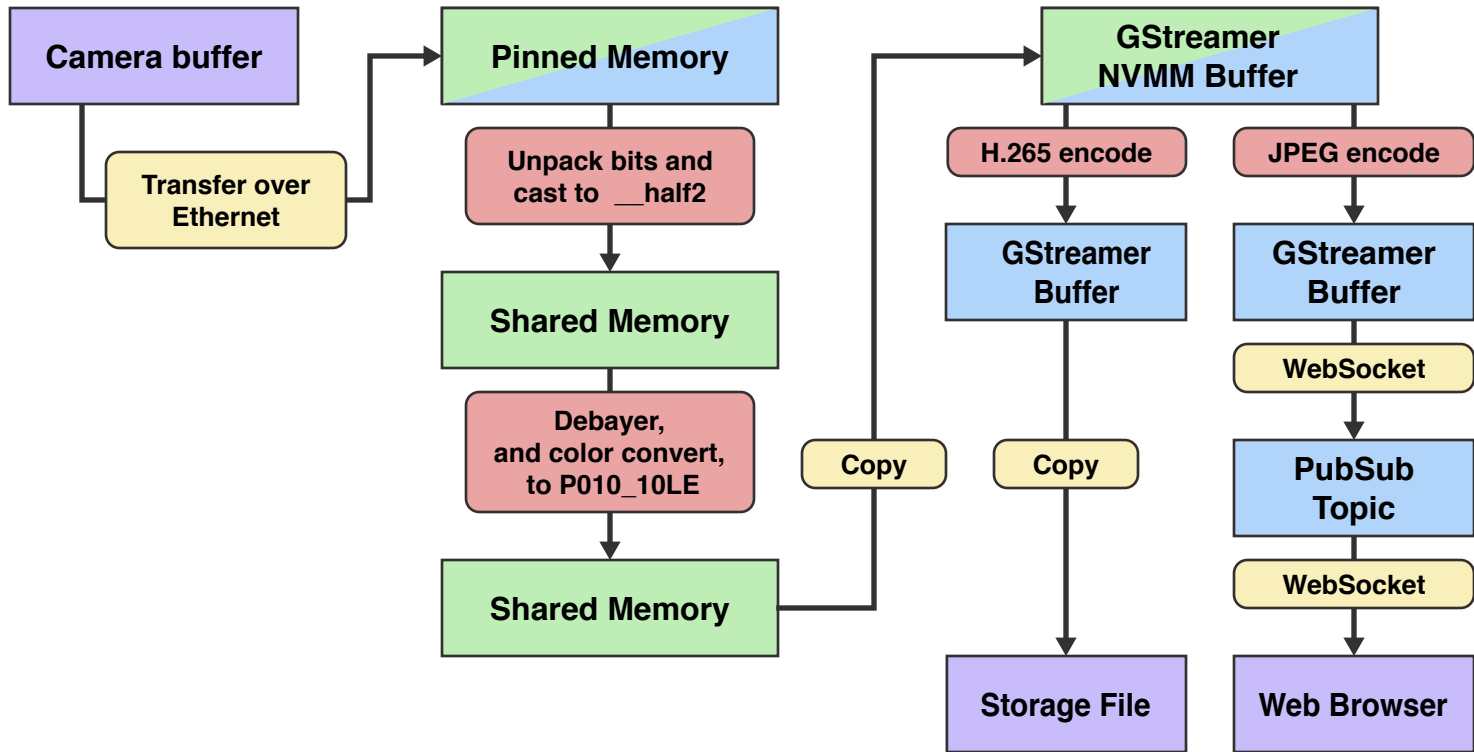 Camera buffer
Transfer over
Ethernet
Pinned Memory
Unpack bits and
cast to __half2
Shared Memory
Debayer,
and color convert,
to P010_10LE
Shared Memory
Copy
GStreamer
NVMM Buffer
H.265 encode
GStreamer
Buffer
Copy
Storage File
JPEG encode
GStreamer
Buffer
WebSocket
PubSub
Topic
WebSocket
Web Browser